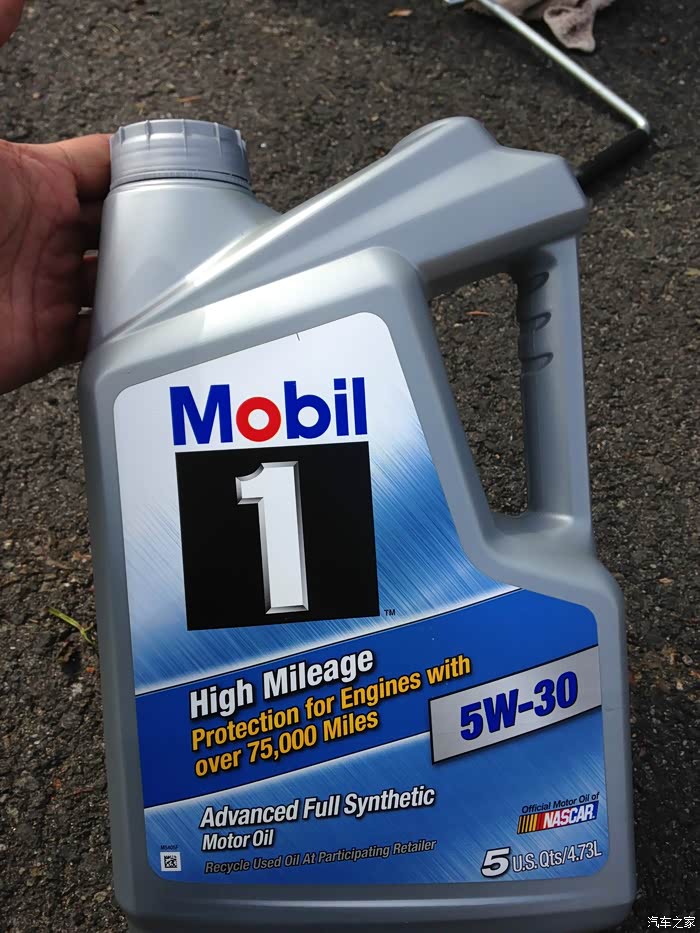 Mobil
1
TM
High Mileage
Protection for Engines with
over 75,000 Miles
5W-30
Advanced Full Synthetic
Motor Oil
Recycle Used Oil At Participating Retailer
Official Motor Oil of
NASCAR.
5 U.S. Qts/4.73L
汽车之家